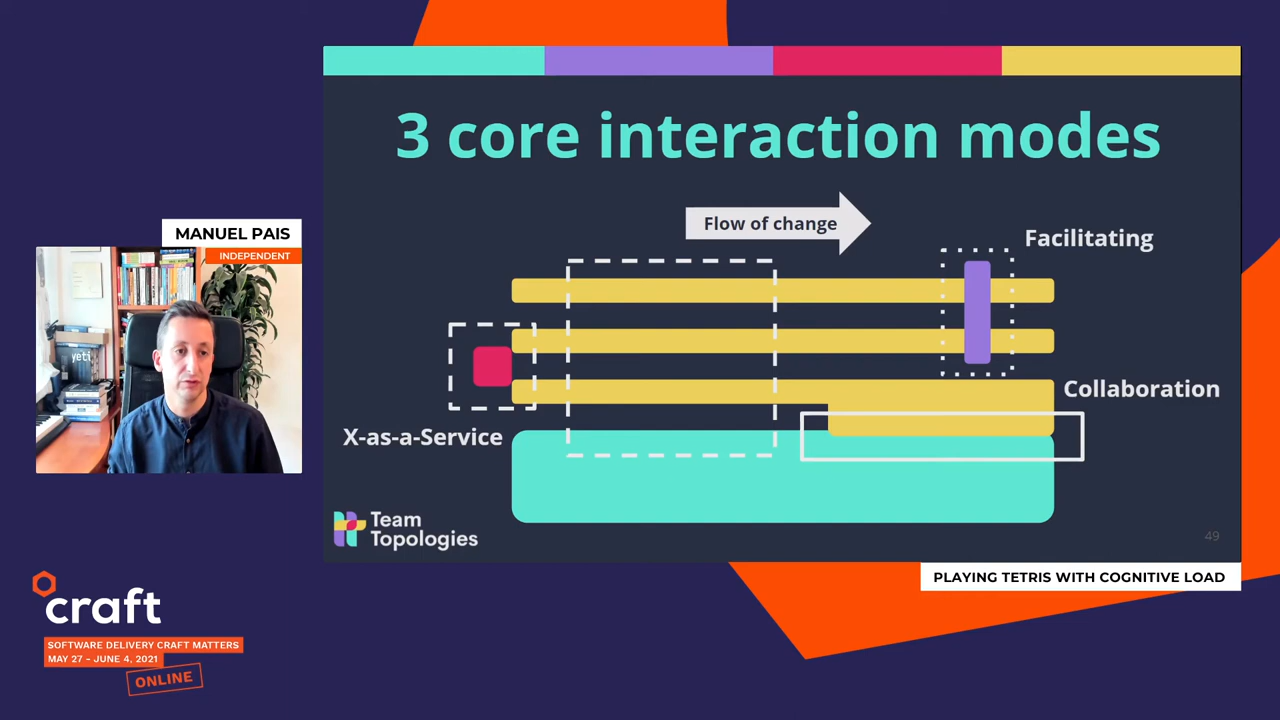 3 core interaction modes
Flow of change
Facilitating
Collaboration
X-as-a-Service
Team
Topologies
49
MANUEL PAIS
INDEPENDENT
yeti
PLAYING TETRIS WITH COGNITIVE LOAD
craft
SOFTWARE DELIVERY CRAFT MATTERS
MAY 27 - JUNE 4, 2021
ONLINE